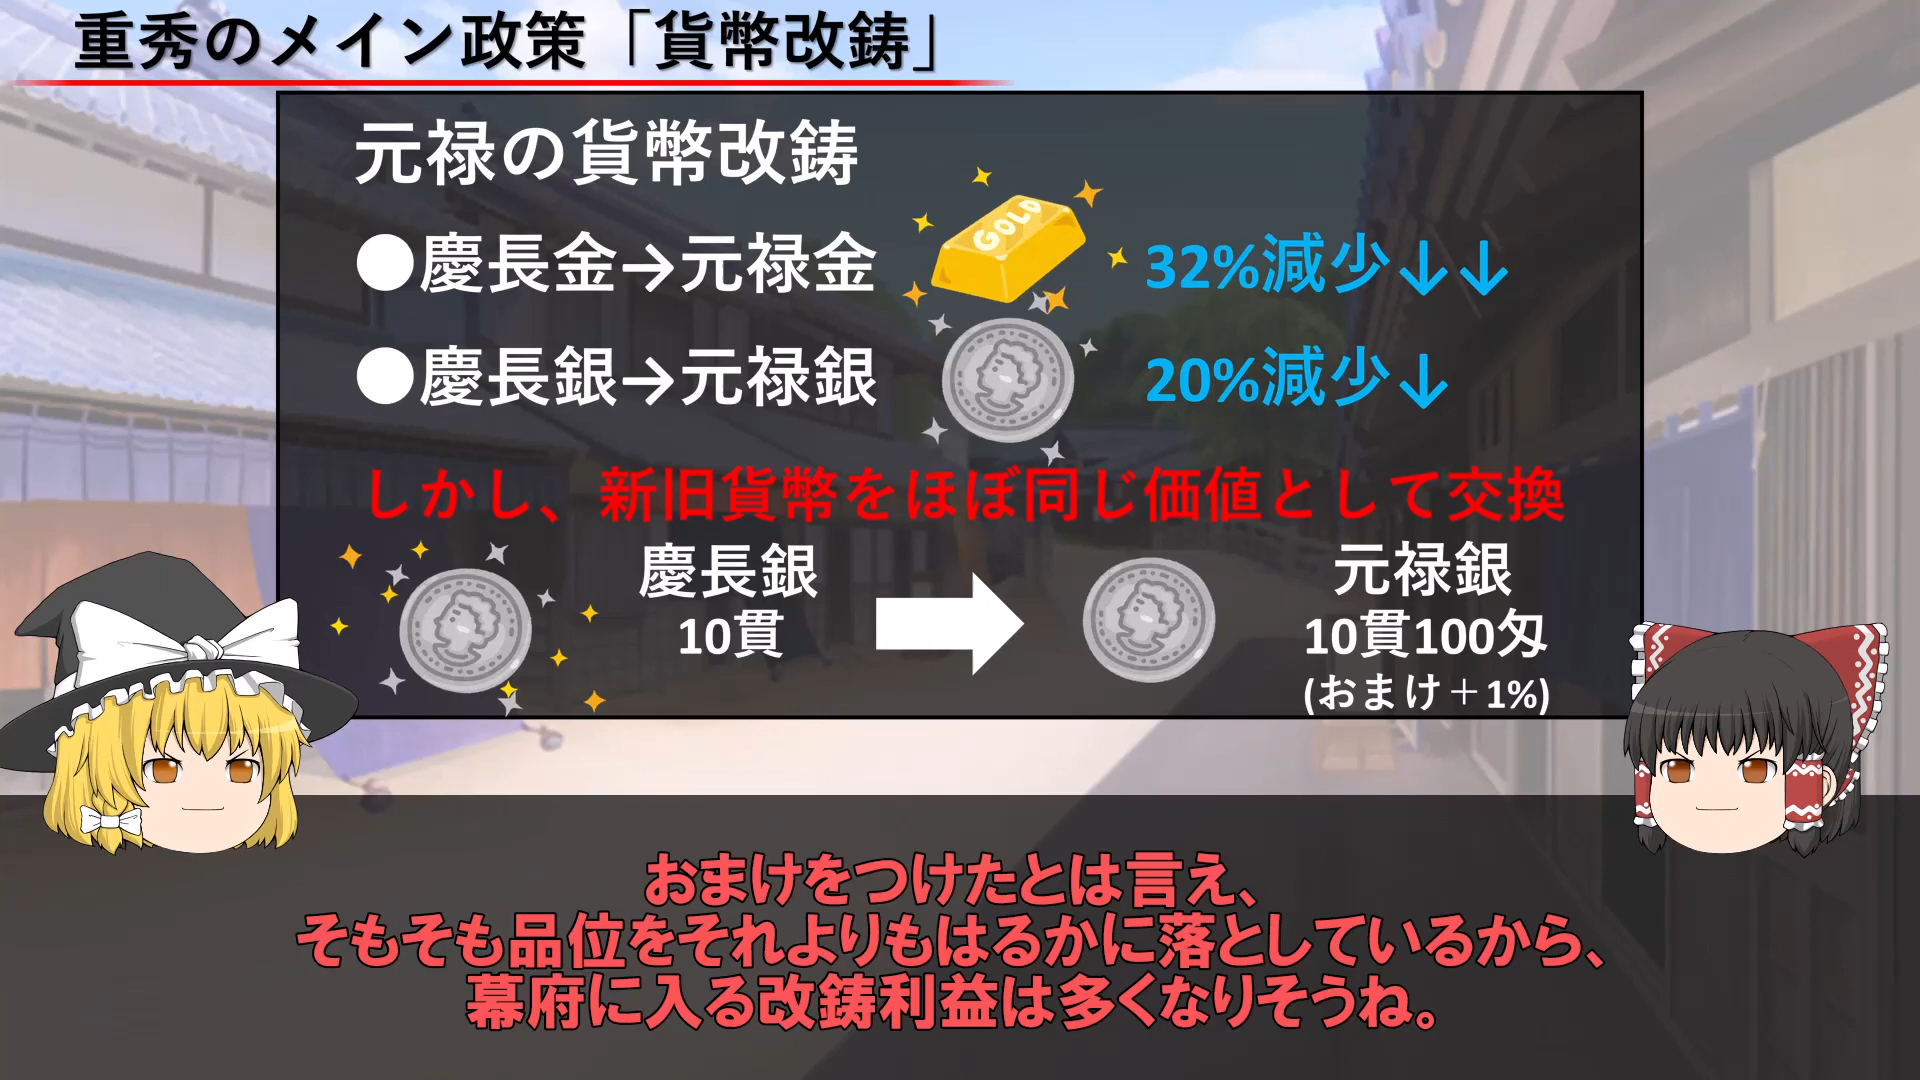 重秀のメイン政策「貨幣改鋳」
元禄の貨幣改鋳
●慶長金→元禄金
GOLD
32%減少↓↓
●慶長銀→元禄銀
20%減少↓
しかし、新旧貨幣をほぼ同じ価値として交換
慶長銀
10貫
元禄銀
10貫100匁
(おまけ+1%)
おまけをつけたとは言え、
そもそも品位をそれよりもはるかに落としているから、
幕府に入る改鋳利益は多くなりそうね。